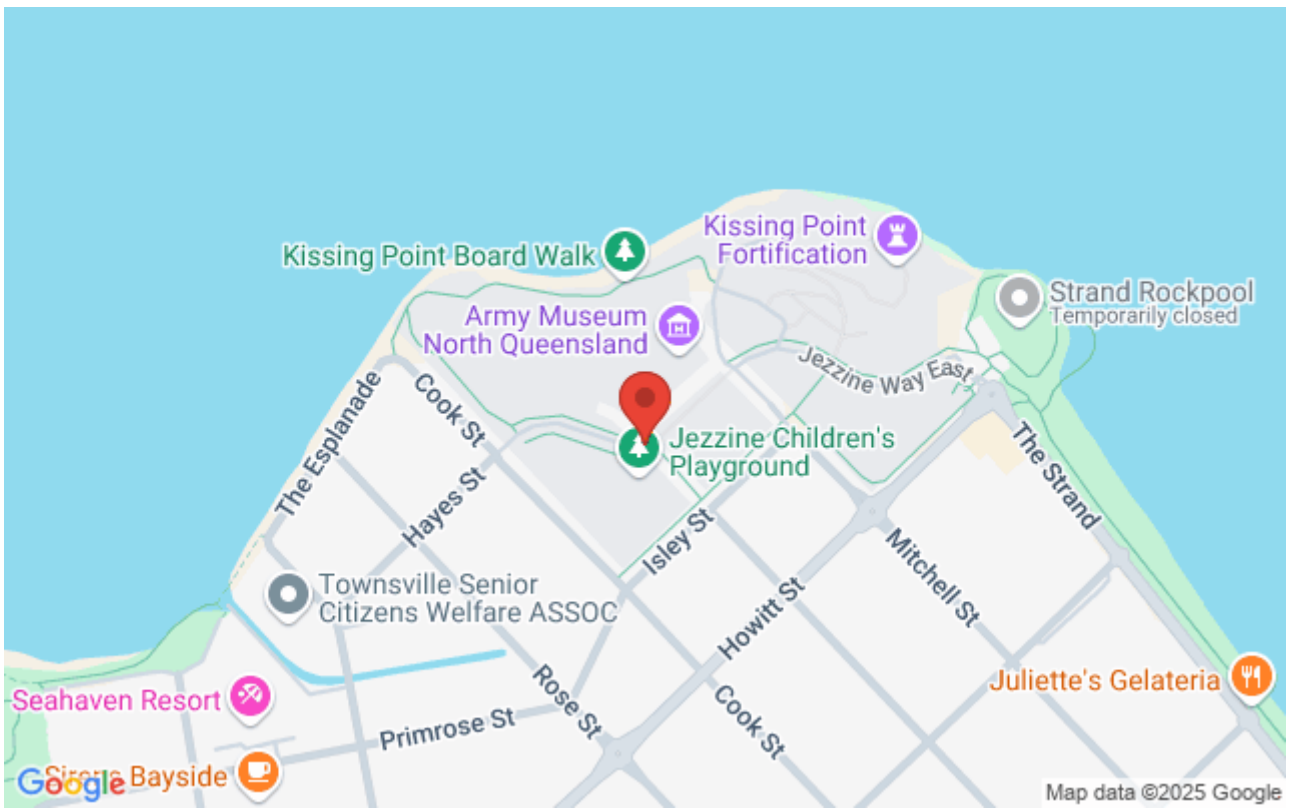 Kissing Point
Fortification
Kissing Point Board Walk
Strand Rockpool
Temporarily closed
Army Museum
North Queensland
Jezzine Way East
The Esplanade
Cook St
Jezzine Children's
Playground
The Strand
Hayes St
Isley St
Mitchell St
Townsville Senior
Citizens Welfare ASSOC
Howitt St
Juliette's Gelateria
Seahaven Resort
Rose St
Cook St
Primrose St
Bayside
Google
Map data ©2025 Google